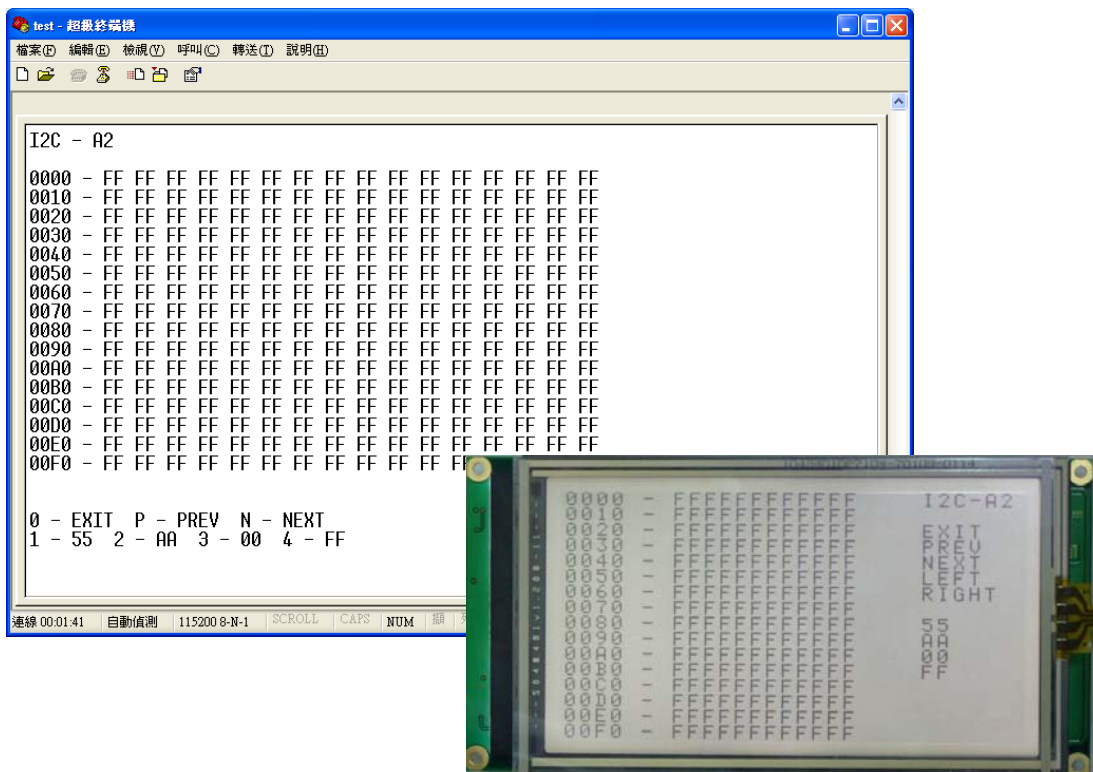 test - 超級終端機
檔案(F) 編輯(E) 檢視(V) 呼叫(C) 轉送(T) 說明(H)
I2C - A2
0000 - FF FF FF FF FF FF FF FF FF FF FF FF FF FF FF FF
0010 - FF FF FF FF FF FF FF FF FF FF FF FF FF FF FF FF
0020 - FF FF FF FF FF FF FF FF FF FF FF FF FF FF FF FF
0030 - FF FF FF FF FF FF FF FF FF FF FF FF FF FF FF FF
0040 - FF FF FF FF FF FF FF FF FF FF FF FF FF FF FF FF
0050 - FF FF FF FF FF FF FF FF FF FF FF FF FF FF FF FF
0060 - FF FF FF FF FF FF FF FF FF FF FF FF FF FF FF FF
0070 - FF FF FF FF FF FF FF FF FF FF FF FF FF FF FF FF
0080 - FF FF FF FF FF FF FF FF FF FF FF FF FF FF FF FF
0090 - FF FF FF FF FF FF FF FF FF FF FF FF FF FF FF FF
00A0 - FF FF FF FF FF FF FF FF FF FF FF FF FF FF FF FF
00B0 - FF FF FF FF FF FF FF FF FF FF FF FF FF FF FF FF
00C0 - FF FF FF FF FF FF FF FF FF FF FF FF FF FF FF FF
00D0 - FF FF FF FF FF FF FF FF FF FF FF FF FF FF FF FF
00E0 - FF FF FF FF FF FF FF FF FF FF FF FF FF FF FF FF
00F0 - FF FF FF FF FF FF FF FF FF FF FF FF
0 - EXIT P - PREV N - NEXT
1 - 55 2 - AA 3 - 00 4 - FF
連線 00:01:41 自動偵測 115200 8-N-1 SCROLL CAPS NUM 擷
0000 - FFFFFFFFFFFF I2C-A2
0010 - FFFFFFFFFFFF
0020 - FFFFFFFFFFFF EXIT
0030 - FFFFFFFFFFFF PREV
0040 - FFFFFFFFFFFF NEXT
0050 - FFFFFFFFFFFF LEFT
0060 - FFFFFFFFFFFF RIGHT
0070 - FFFFFFFFFFFF
0080 - FFFFFFFFFFFF 55
0090 - FFFFFFFFFFFF AA
00A0 - FFFFFFFFFFFF 00
00B0 - FFFFFFFFFFFF FF
00C0 - FFFFFFFFFFFF
00D0 - FFFFFFFFFFFF
00E0 - FFFFFFFFFFFF
00F0 - FFFFFFFFFFFF